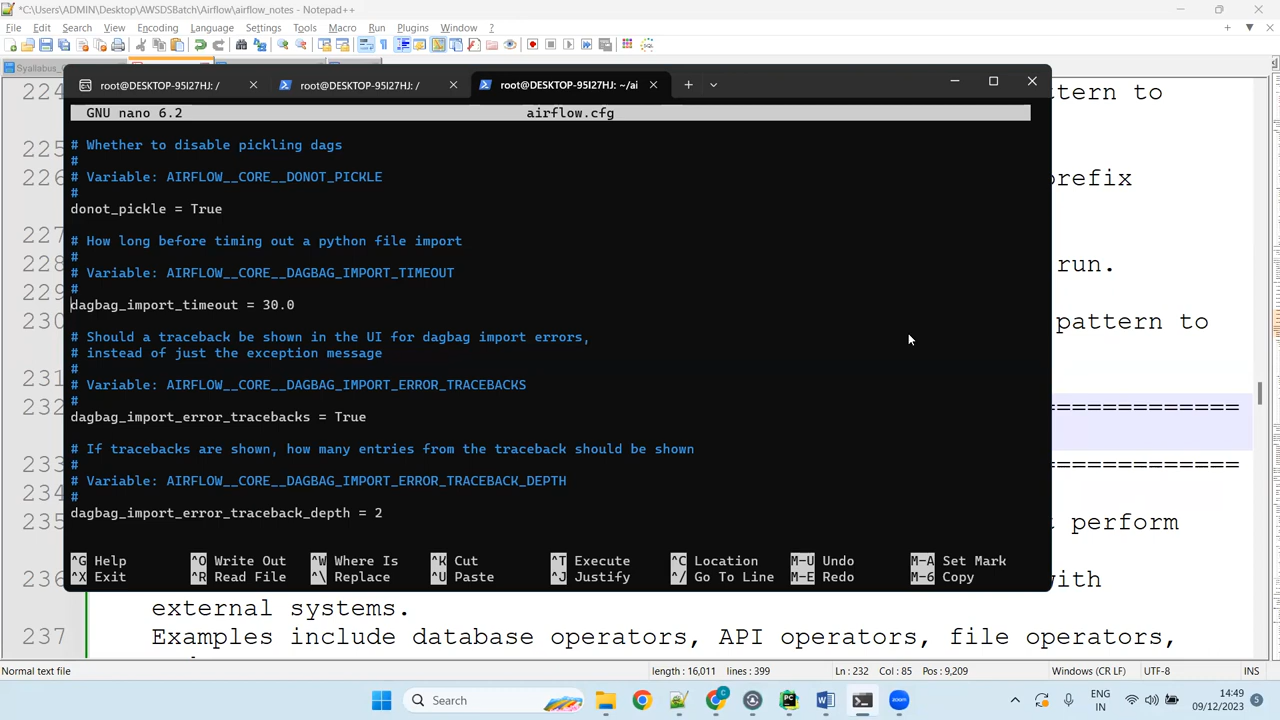 *C:\Users\ADMIN\Desktop\AWSDSBatch\Airflow\airflow_notes - Notepad++
File Edit Search View Encoding Language Settings Tools Macro Run Plugins Window ?
root@DESKTOP-95I27HJ: /
root@DESKTOP-95I27HJ: /
root@DESKTOP-95I27HJ: ~/ai
GNU nano 6.2 airflow.cfg
# Whether to disable pickling dags
#
# Variable: AIRFLOW__CORE__DONOT_PICKLE
#
donot_pickle = True
# How long before timing out a python file import
#
# Variable: AIRFLOW__CORE__DAGBAG_IMPORT_TIMEOUT
#
dagbag_import_timeout = 30.0
# Should a traceback be shown in the UI for dagbag import errors,
# instead of just the exception message
#
# Variable: AIRFLOW__CORE__DAGBAG_IMPORT_ERROR_TRACEBACKS
#
dagbag_import_error_tracebacks = True
# If tracebacks are shown, how many entries from the traceback should be shown
#
# Variable: AIRFLOW__CORE__DAGBAG_IMPORT_ERROR_TRACEBACK_DEPTH
#
dagbag_import_error_traceback_depth = 2
^G Help ^O Write Out ^W Where Is ^K Cut ^T Execute ^C Location M-U Undo M-A Set Mark
^X Exit ^R Read File ^\ Replace ^U Paste ^J Justify ^/ Go To Line M-E Redo M-6 Copy
224 tern to
225
226 prefix
227
228 run.
229
230 pattern to
231
232 ============
233 ============
234
235 t perform
236 with
external systems.
237 Examples include database operators, API operators, file operators,
Normal text file length : 16,011 lines : 399 Ln : 232 Col : 85 Pos : 9,209 Windows (CR LF) UTF-8 INS
Search
ENG
IN
14:49
09/12/2023